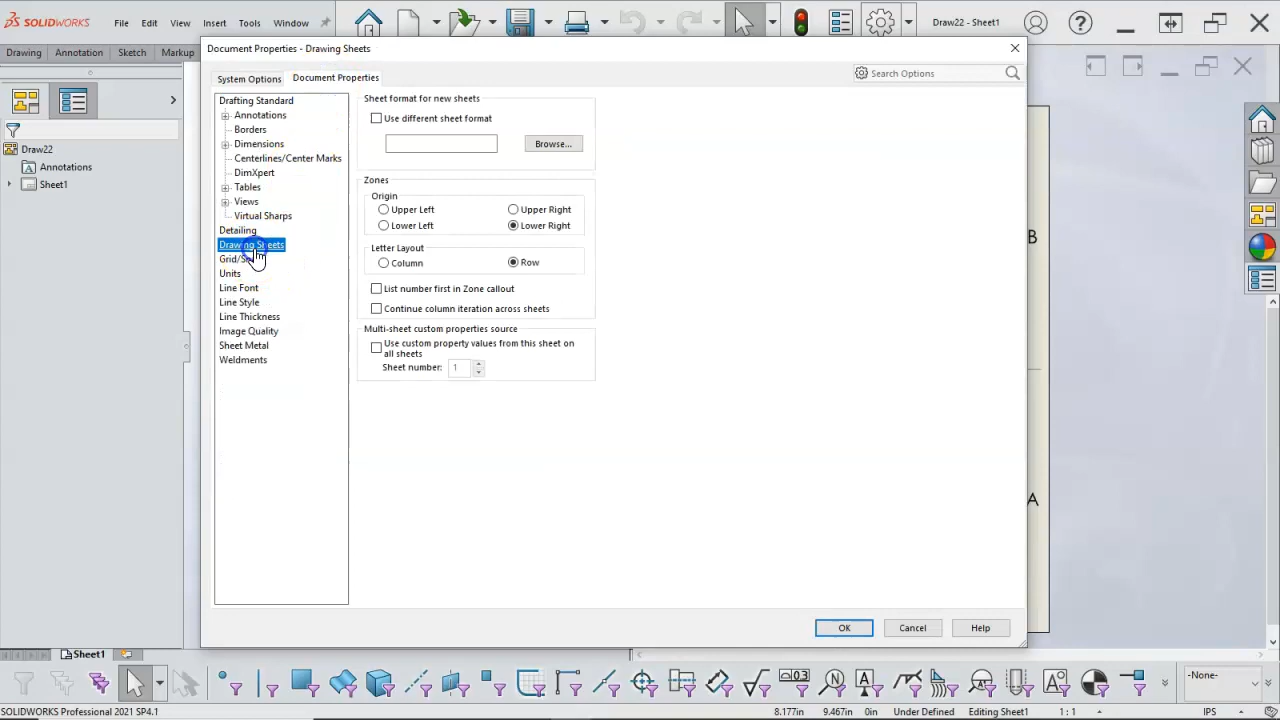 SOLIDWORKS File Edit View Insert Tools Window Draw22 - Sheet1
Drawing Annotation Sketch Markup
Document Properties - Drawing Sheets
System Options Document Properties Search Options
Draw22
Annotations
Sheet1
Drafting Standard
Annotations
Borders
Dimensions
Centerlines/Center Marks
DimXpert
Tables
Views
Virtual Sharps
Detailing
Drawing Sheets
Units
Line Font
Line Style
Line Thickness
Image Quality
Sheet Metal
Weldments
Sheet format for new sheets
Use different sheet format
Browse...
Zones
Origin
Upper Left Upper Right
Lower Left Lower Right
Letter Layout
Column Row
List number first in Zone callout
Continue column iteration across sheets
Multi-sheet custom properties source
Use custom property values from this sheet on
all sheets
Sheet number: 1
B
A
OK Cancel Help
Sheet1
-None-
SOLIDWORKS Professional 2021 SP4.1 8.177in 9.467in 0in Under Defined Editing Sheet1 1 : 1 IPS